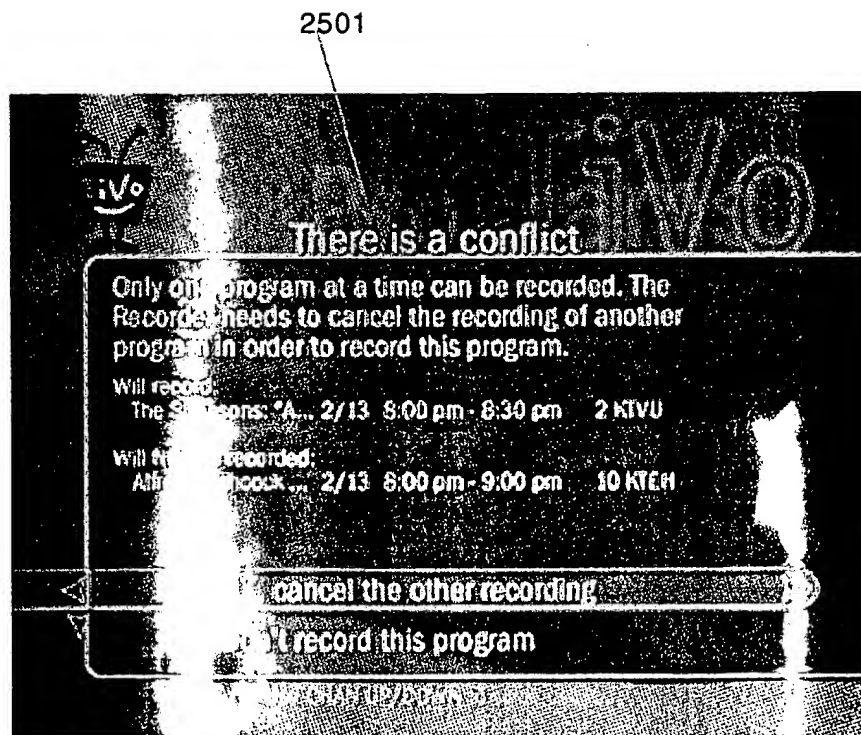 2501
TiVo
iVo
There is a conflict
Only program at a time can be recorded. The
Recorder needs to cancel the recording of another
program in order to record this program.
Will record:
The "A... 2/13 8:00 pm - 8:30 pm 2 KTVU
Will recorded:
2/13 8:00 pm - 9:00 pm 10 KTEH
cancel the other recording
record this program